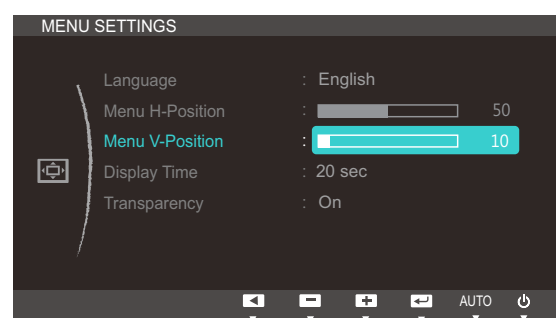 MENU SETTINGS
Language : English
Menu H-Position : 50
Menu V-Position : 10
Display Time : 20 sec
Transparency : On
AUTO